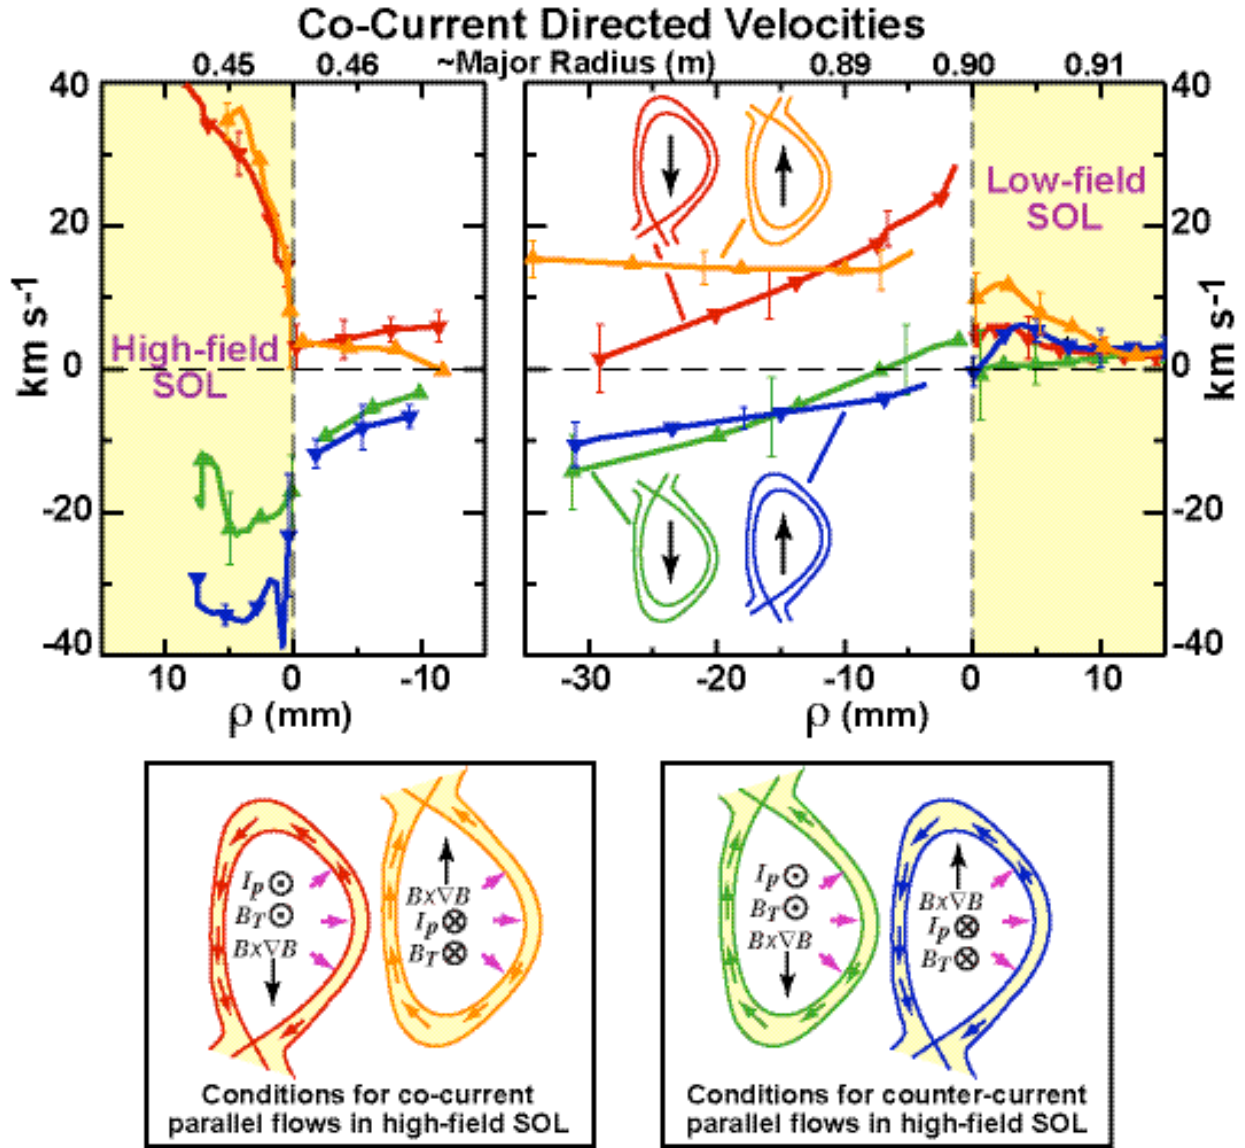 Co-Current Directed Velocities
0.45 0.46 ~Major Radius (m) 0.89 0.90 0.91
40 40
20 20
0 0
-20 -20
-40 -40
km s-1
km s-1
High-field
SOL
Low-field
SOL
10 0 -10 -30 -20 -10 0 10
ρ (mm) ρ (mm)
Ip⊙
BT⊙
B×∇B
B×∇B
Ip⊗
BT⊗
Conditions for co-current
parallel flows in high-field SOL
Ip⊙
BT⊙
B×∇B
B×∇B
Ip⊗
BT⊗
Conditions for counter-current
parallel flows in high-field SOL